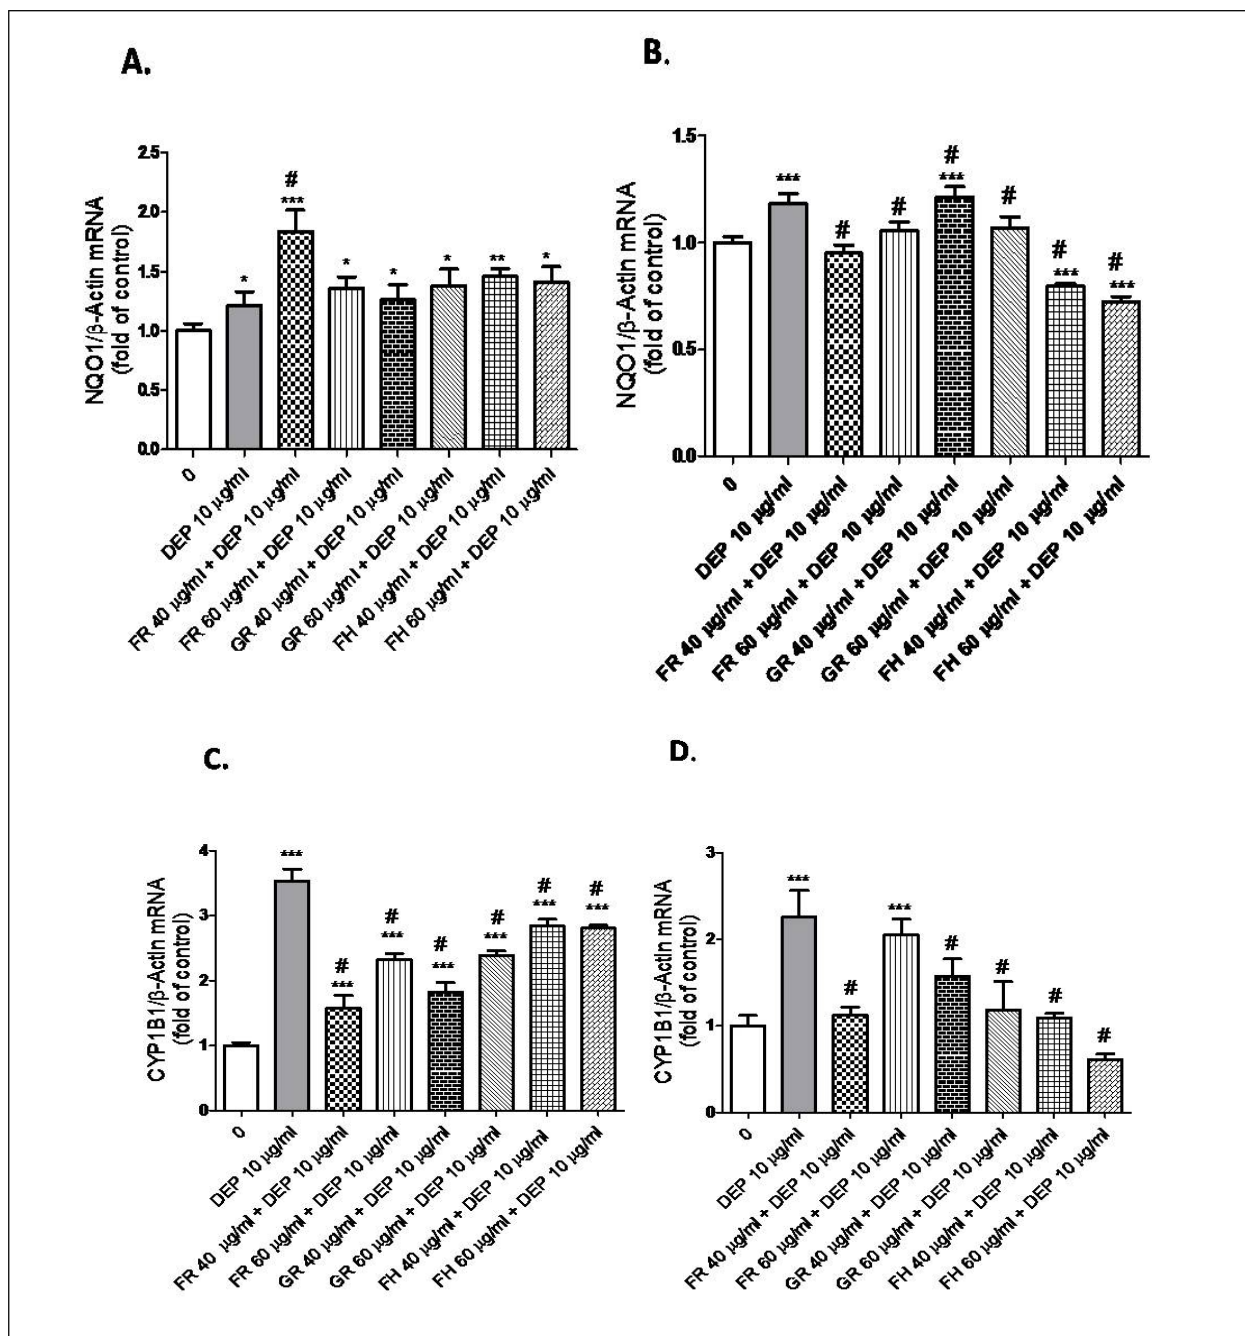 A.
#
***
*
*
*
*
**
*
2.5
2.0
1.5
1.0
0.5
0.0
NQO1/β-Actin mRNA
(fold of control)
0
DEP 10 µg/ml
FR 40 µg/ml + DEP 10 µg/ml
FR 60 µg/ml + DEP 10 µg/ml
GR 40 µg/ml + DEP 10 µg/ml
GR 60 µg/ml + DEP 10 µg/ml
FH 40 µg/ml + DEP 10 µg/ml
FH 60 µg/ml + DEP 10 µg/ml
B.
***
#
#
#
***
#
#
***
#
***
1.5
1.0
0.5
0.0
NQO1/β-Actin mRNA
(fold of control)
0
DEP 10 µg/ml
FR 40 µg/ml + DEP 10 µg/ml
FR 60 µg/ml + DEP 10 µg/ml
GR 40 µg/ml + DEP 10 µg/ml
GR 60 µg/ml + DEP 10 µg/ml
FH 40 µg/ml + DEP 10 µg/ml
FH 60 µg/ml + DEP 10 µg/ml
C.
***
#
***
#
***
#
***
#
***
#
***
#
***
4
3
2
1
0
CYP1B1/β-Actin mRNA
(fold of control)
0
DEP 10 µg/ml
FR 40 µg/ml + DEP 10 µg/ml
FR 60 µg/ml + DEP 10 µg/ml
GR 40 µg/ml + DEP 10 µg/ml
GR 60 µg/ml + DEP 10 µg/ml
FH 40 µg/ml + DEP 10 µg/ml
FH 60 µg/ml + DEP 10 µg/ml
D.
***
#
***
#
#
#
#
3
2
1
0
CYP1B1/β-Actin mRNA
(fold of control)
0
DEP 10 µg/ml
FR 40 µg/ml + DEP 10 µg/ml
FR 60 µg/ml + DEP 10 µg/ml
GR 40 µg/ml + DEP 10 µg/ml
GR 60 µg/ml + DEP 10 µg/ml
FH 40 µg/ml + DEP 10 µg/ml
FH 60 µg/ml + DEP 10 µg/ml